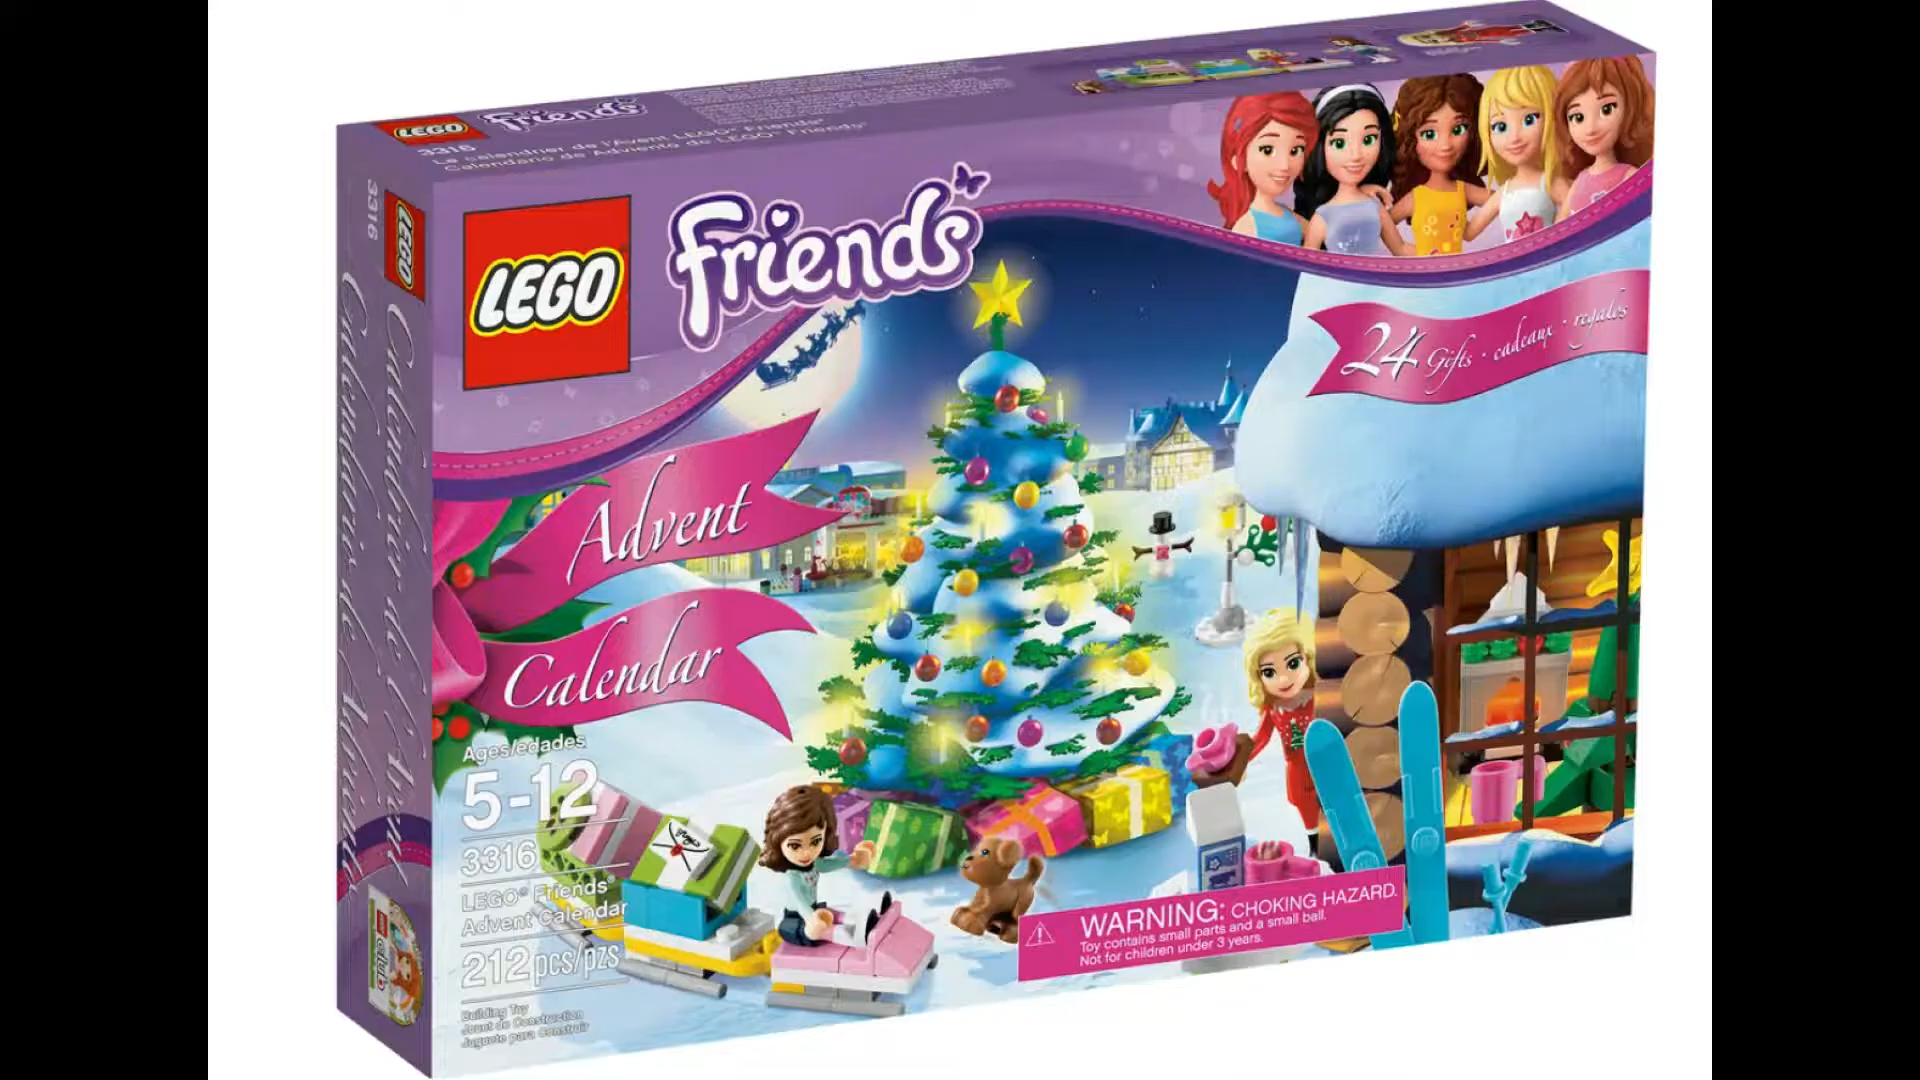 LEGO Friends
3316
Le calendrier de l'Avent LEGO® Friends
Calendario de Adviento de LEGO® Friends
3316
LEGO
LEGO
Friends
24 Gifts · cadeaux · regalos
Advent
Calendar
Ages/edades
5-12
3316
LEGO® Friends
Advent Calendar
212 pcs/pzs
Building Toy
Jouet de Construction
Juguete para Construir
WARNING: CHOKING HAZARD.
Toy contains small parts and a small ball.
Not for children under 3 years.